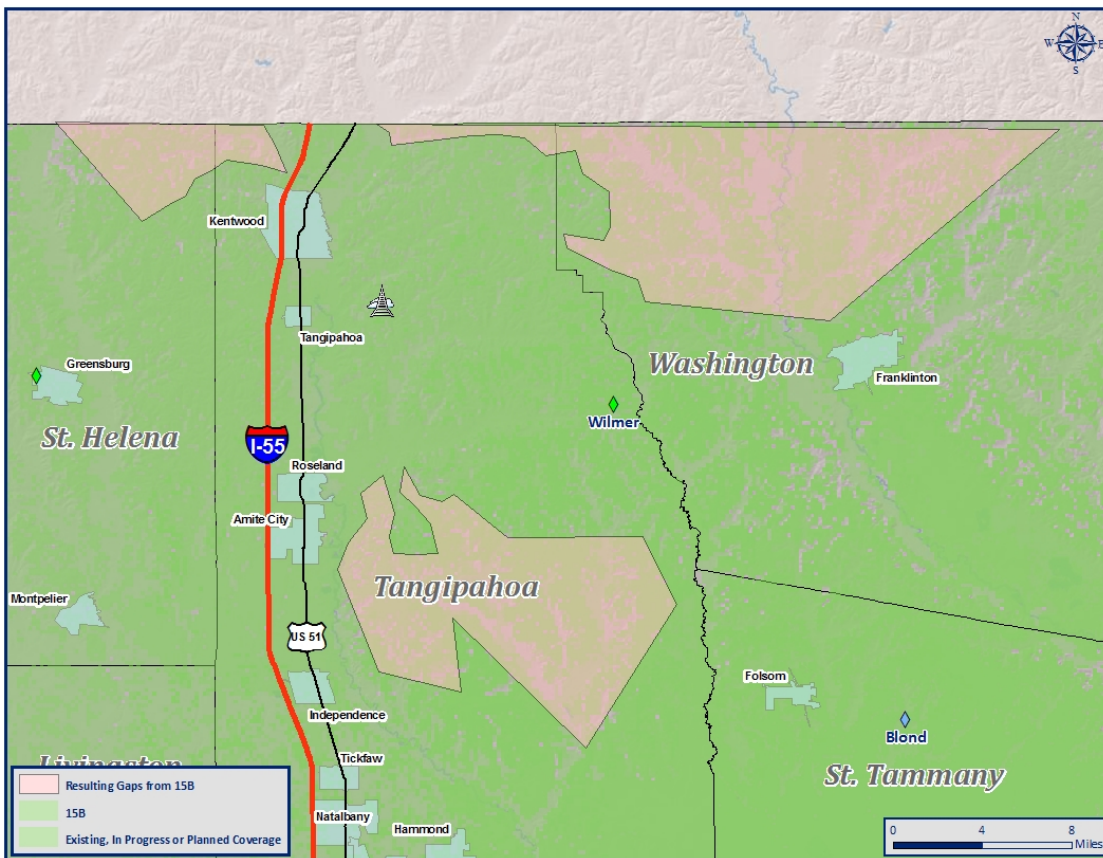 N
W E
S
Kentwood
Tangipahoa
Greensburg
St. Helena
Washington
Franklinton
Wilmer
I-55
Roseland
Amite City
Tangipahoa
Montpelier
US 51
Folsom
Independence
Blond
Livingston
Tickfaw
St. Tammany
Natalbany
Hammond
Resulting Gaps from 15B
15B
Existing, In Progress or Planned Coverage
0 4 8
Miles